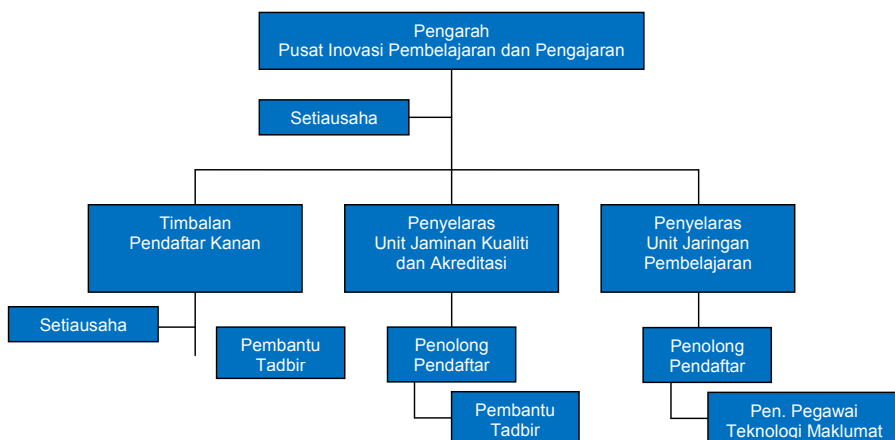 Pengarah
Pusat Inovasi Pembelajaran dan Pengajaran
Setiausaha
Timbalan
Pendaftar Kanan
Penyelaras
Unit Jaminan Kualiti
dan Akreditasi
Penyelaras
Unit Jaringan
Pembelajaran
Setiausaha
Pembantu
Tadbir
Penolong
Pendaftar
Penolong
Pendaftar
Pembantu
Tadbir
Pen. Pegawai
Teknologi Maklumat